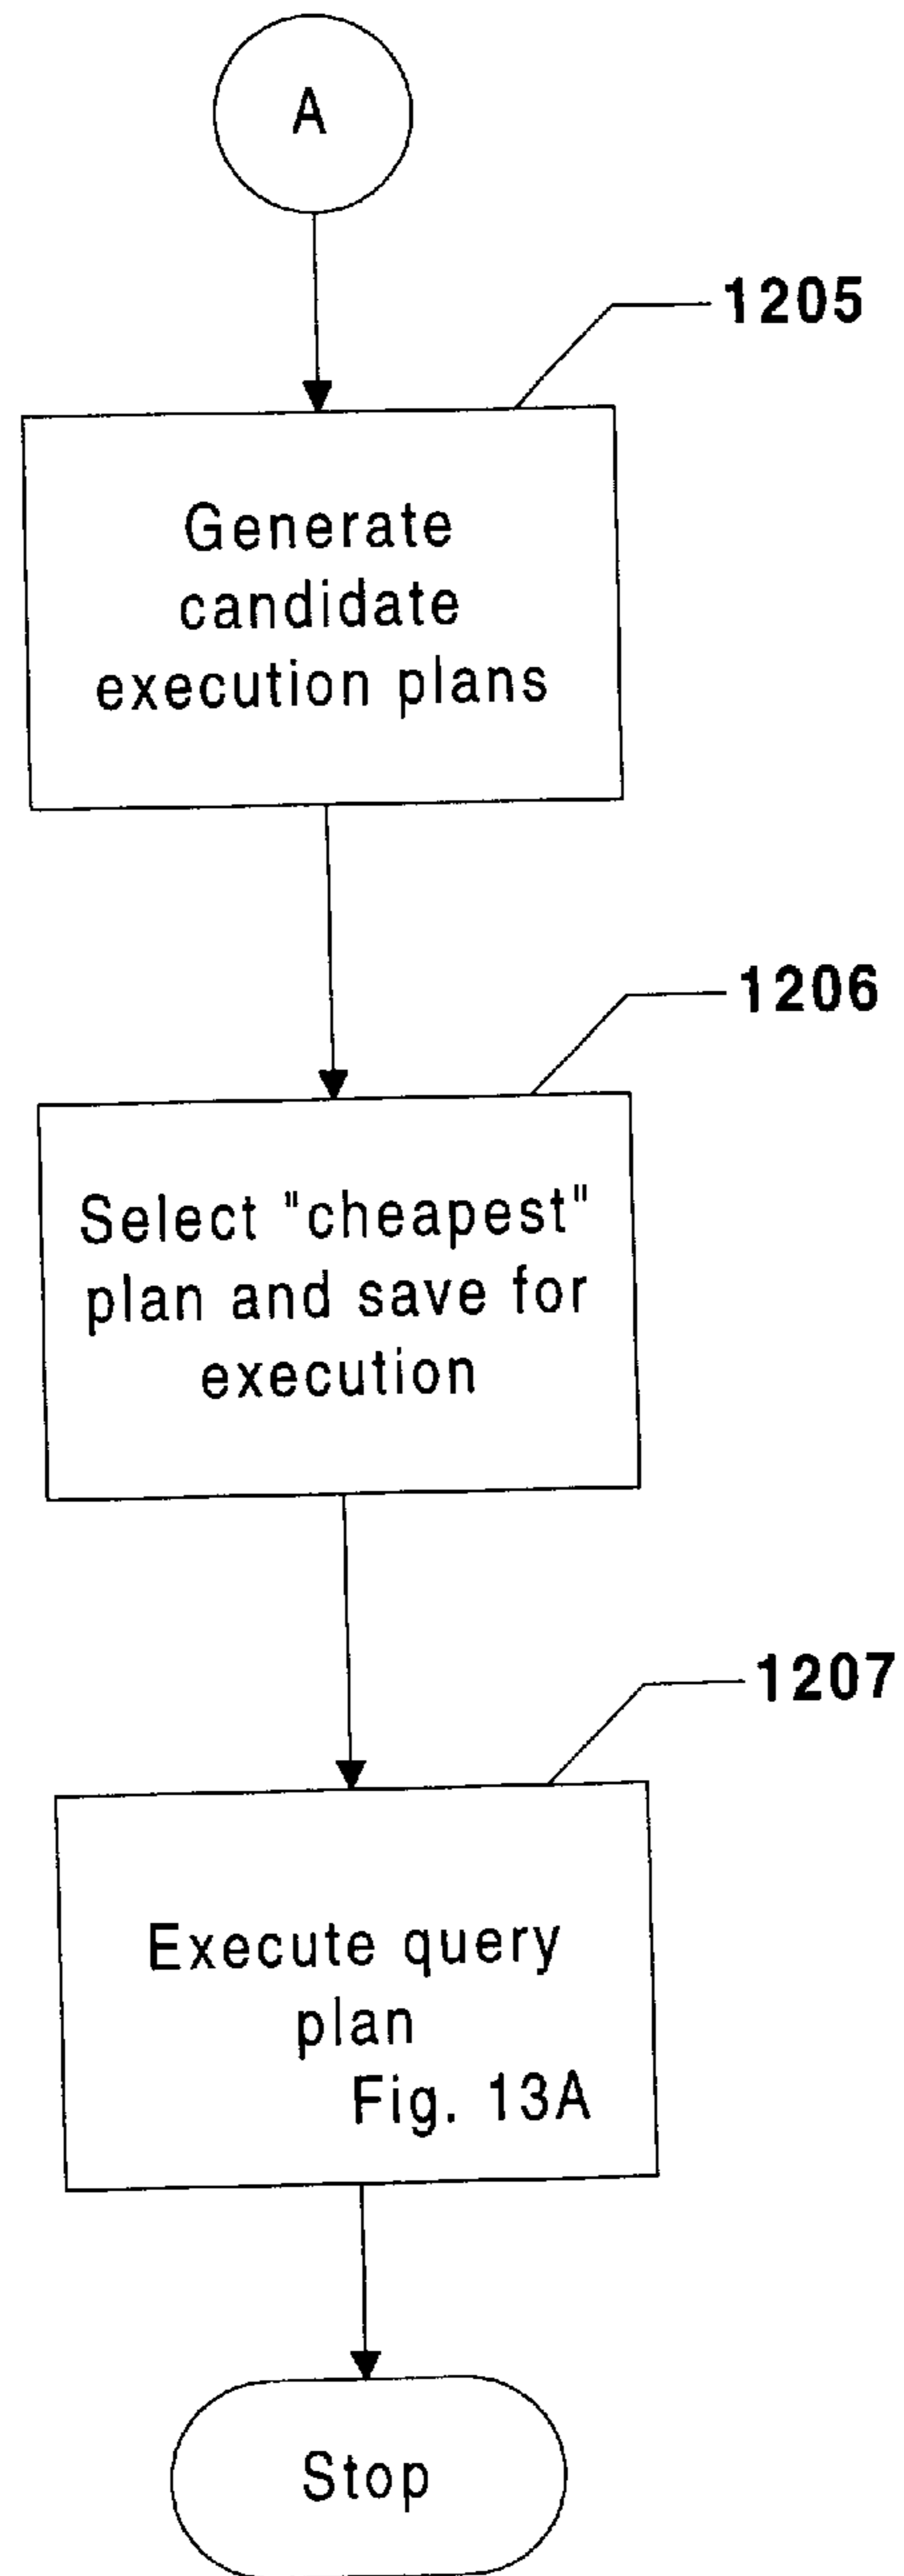 A
1205
Generate
candidate
execution plans
1206
Select "cheapest"
plan and save for
execution
1207
Execute query
plan
Fig. 13A
Stop